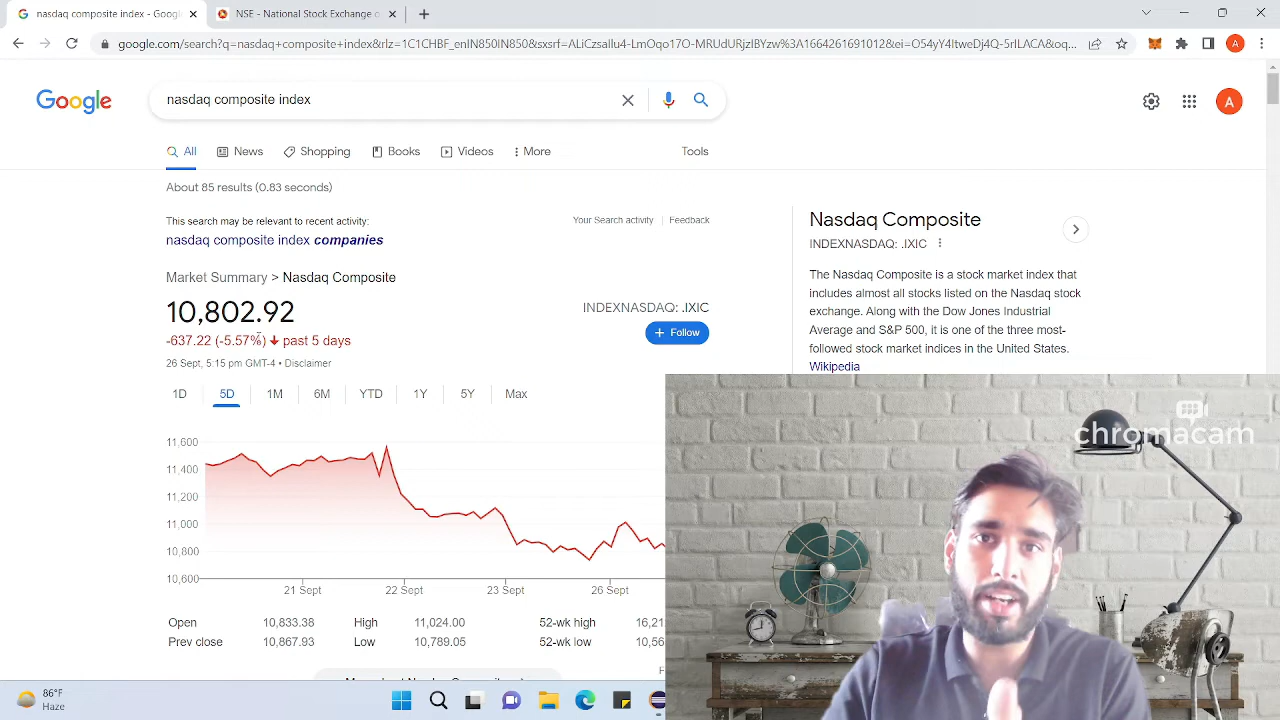 nasdaq composite index - Googl
NSE - National Stock Exchange o
google.com/search?q=nasdaq+composite+index&rlz=1C1CHBF_enIN850IN850&sxsrf=ALiCzsallu4-LmOqo17O-MRUdURjzIBYzw%3A1664261691012&ei=O54yY4ItweDj4Q-5rILACA&oq...
A
Google
nasdaq composite index
A
All
News
Shopping
Books
Videos
More
Tools
About 85 results (0.83 seconds)
This search may be relevant to recent activity:
Your Search activity
Feedback
nasdaq composite index companies
Market Summary > Nasdaq Composite
10,802.92
INDEXNASDAQ: .IXIC
-637.22 (-5.57%) past 5 days
+ Follow
26 Sept, 5:15 pm GMT-4 • Disclaimer
1D
5D
1M
6M
YTD
1Y
5Y
Max
11,600
11,400
11,200
11,000
10,800
10,600
21 Sept
22 Sept
23 Sept
26 Sept
Open 10,833.38 High 11,024.00 52-wk high 16,21
Prev close 10,867.93 Low 10,789.05 52-wk low 10,56
Nasdaq Composite
INDEXNASDAQ: .IXIC
The Nasdaq Composite is a stock market index that
includes almost all stocks listed on the Nasdaq stock
exchange. Along with the Dow Jones Industrial
Average and S&P 500, it is one of the three most-
followed stock market indices in the United States.
Wikipedia
chromacam
86°F
Haze